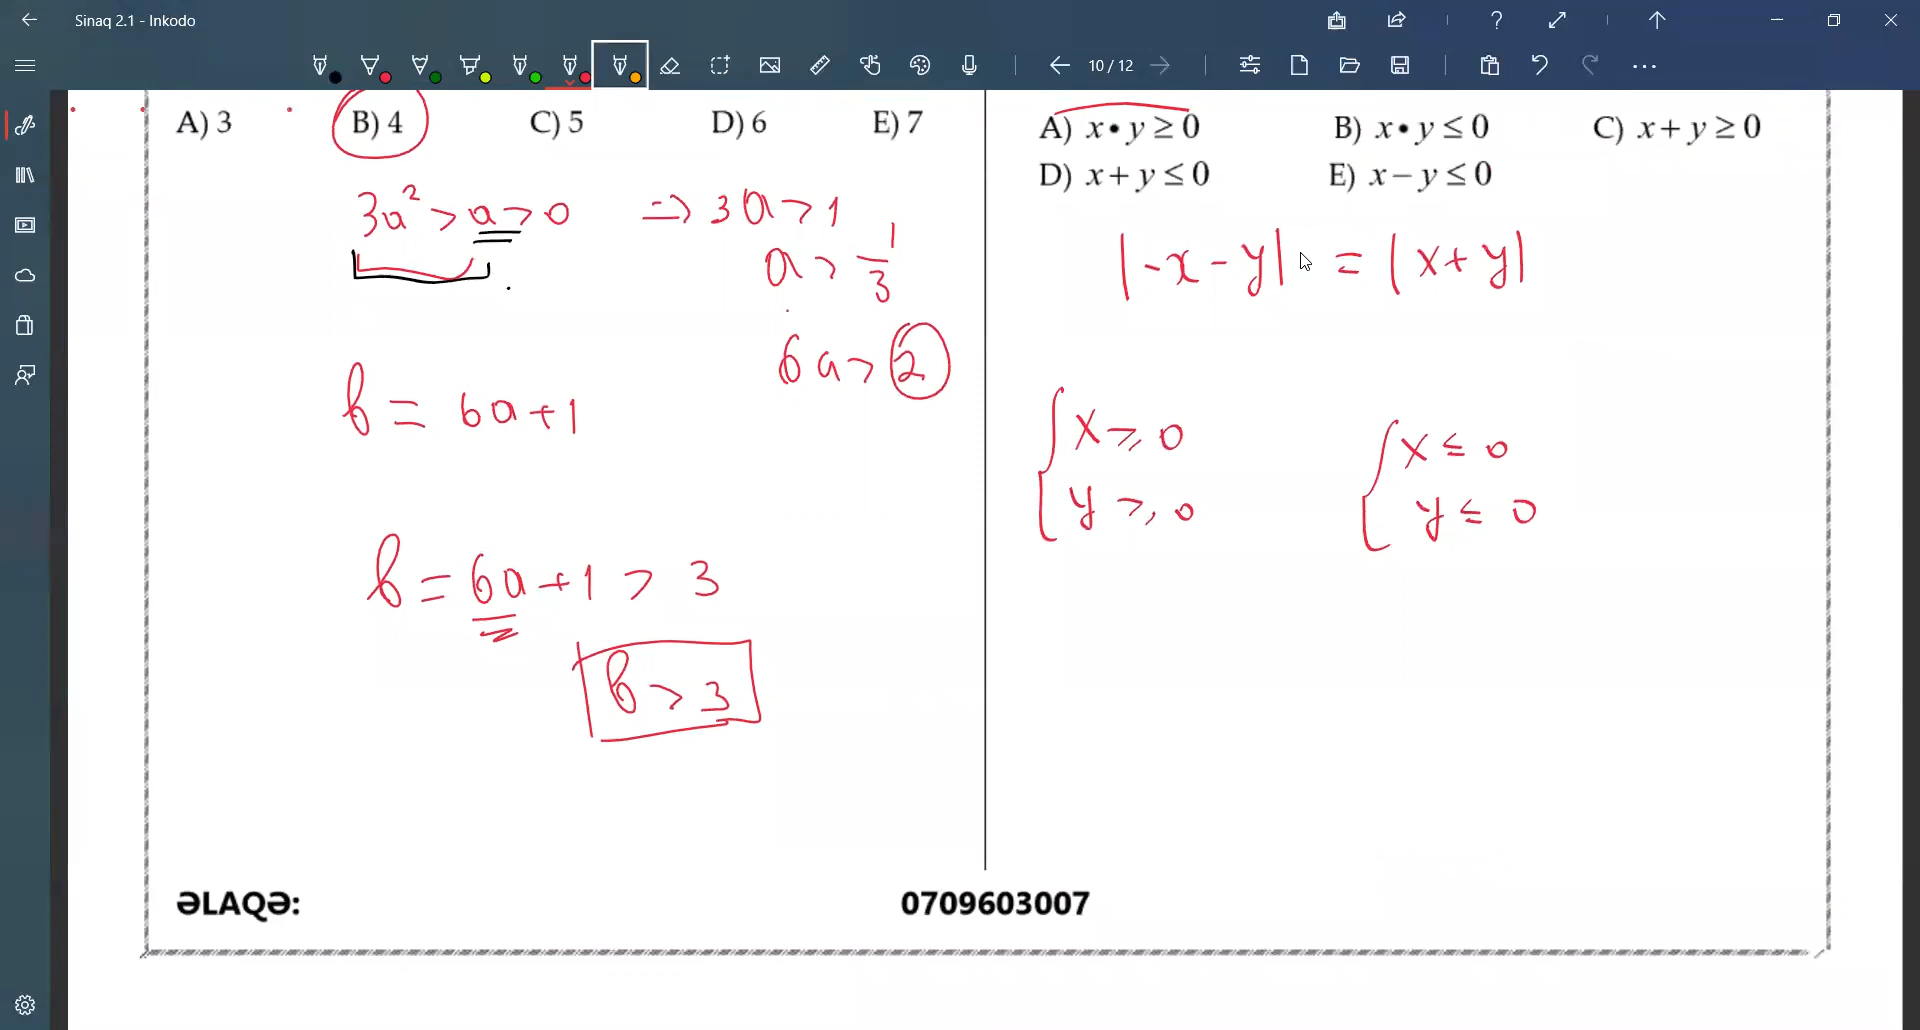 Sinaq 2.1 - Inkodo
10 / 12
A) 3 B) 4 C) 5 D) 6 E) 7
3a² > a > 0 ⇒ 3a > 1
a > 1/3
6a > 2
b = 6a + 1
b = 6a + 1 > 3
b > 3
A) x • y ≥ 0 B) x • y ≤ 0 C) x + y ≥ 0
D) x + y ≤ 0 E) x − y ≤ 0
|-x - y| = |x + y|
{ x ≥ 0 { x ≤ 0
y ≥ 0 y ≤ 0
ƏLAQƏ: 0709603007